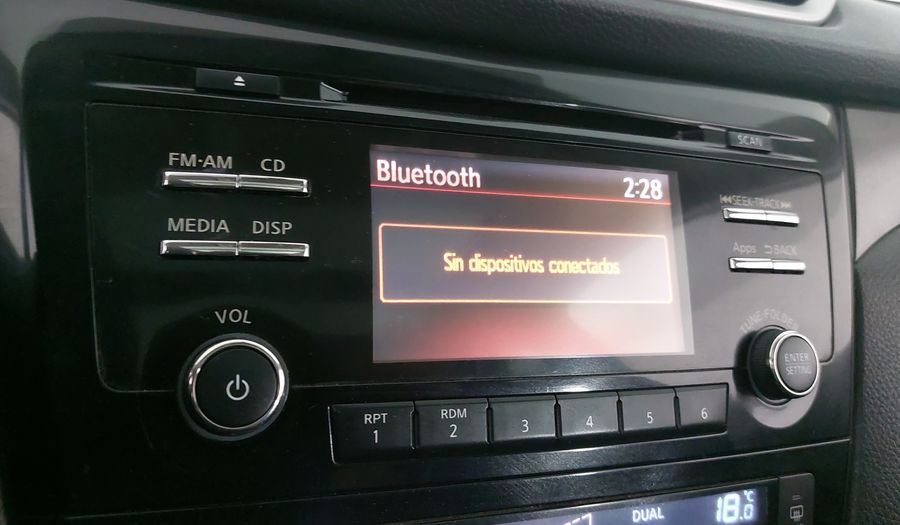 SCAN
FM·AM CD
Bluetooth 2:28
⏮SEEK·TRACK⏭
MEDIA DISP
Apps ⮌BACK
Sin dispositivos conectados
VOL
TUNE·FOLDER
ENTER
SETTING
RPT
1
RDM
2
3
4
5
6
DUAL 18.0°C